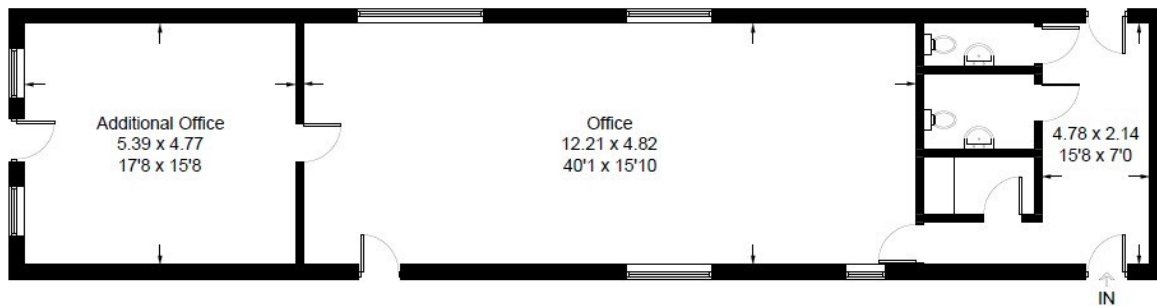 Additional Office
5.39 x 4.77
17'8 x 15'8
Office
12.21 x 4.82
40'1 x 15'10
4.78 x 2.14
15'8 x 7'0
IN